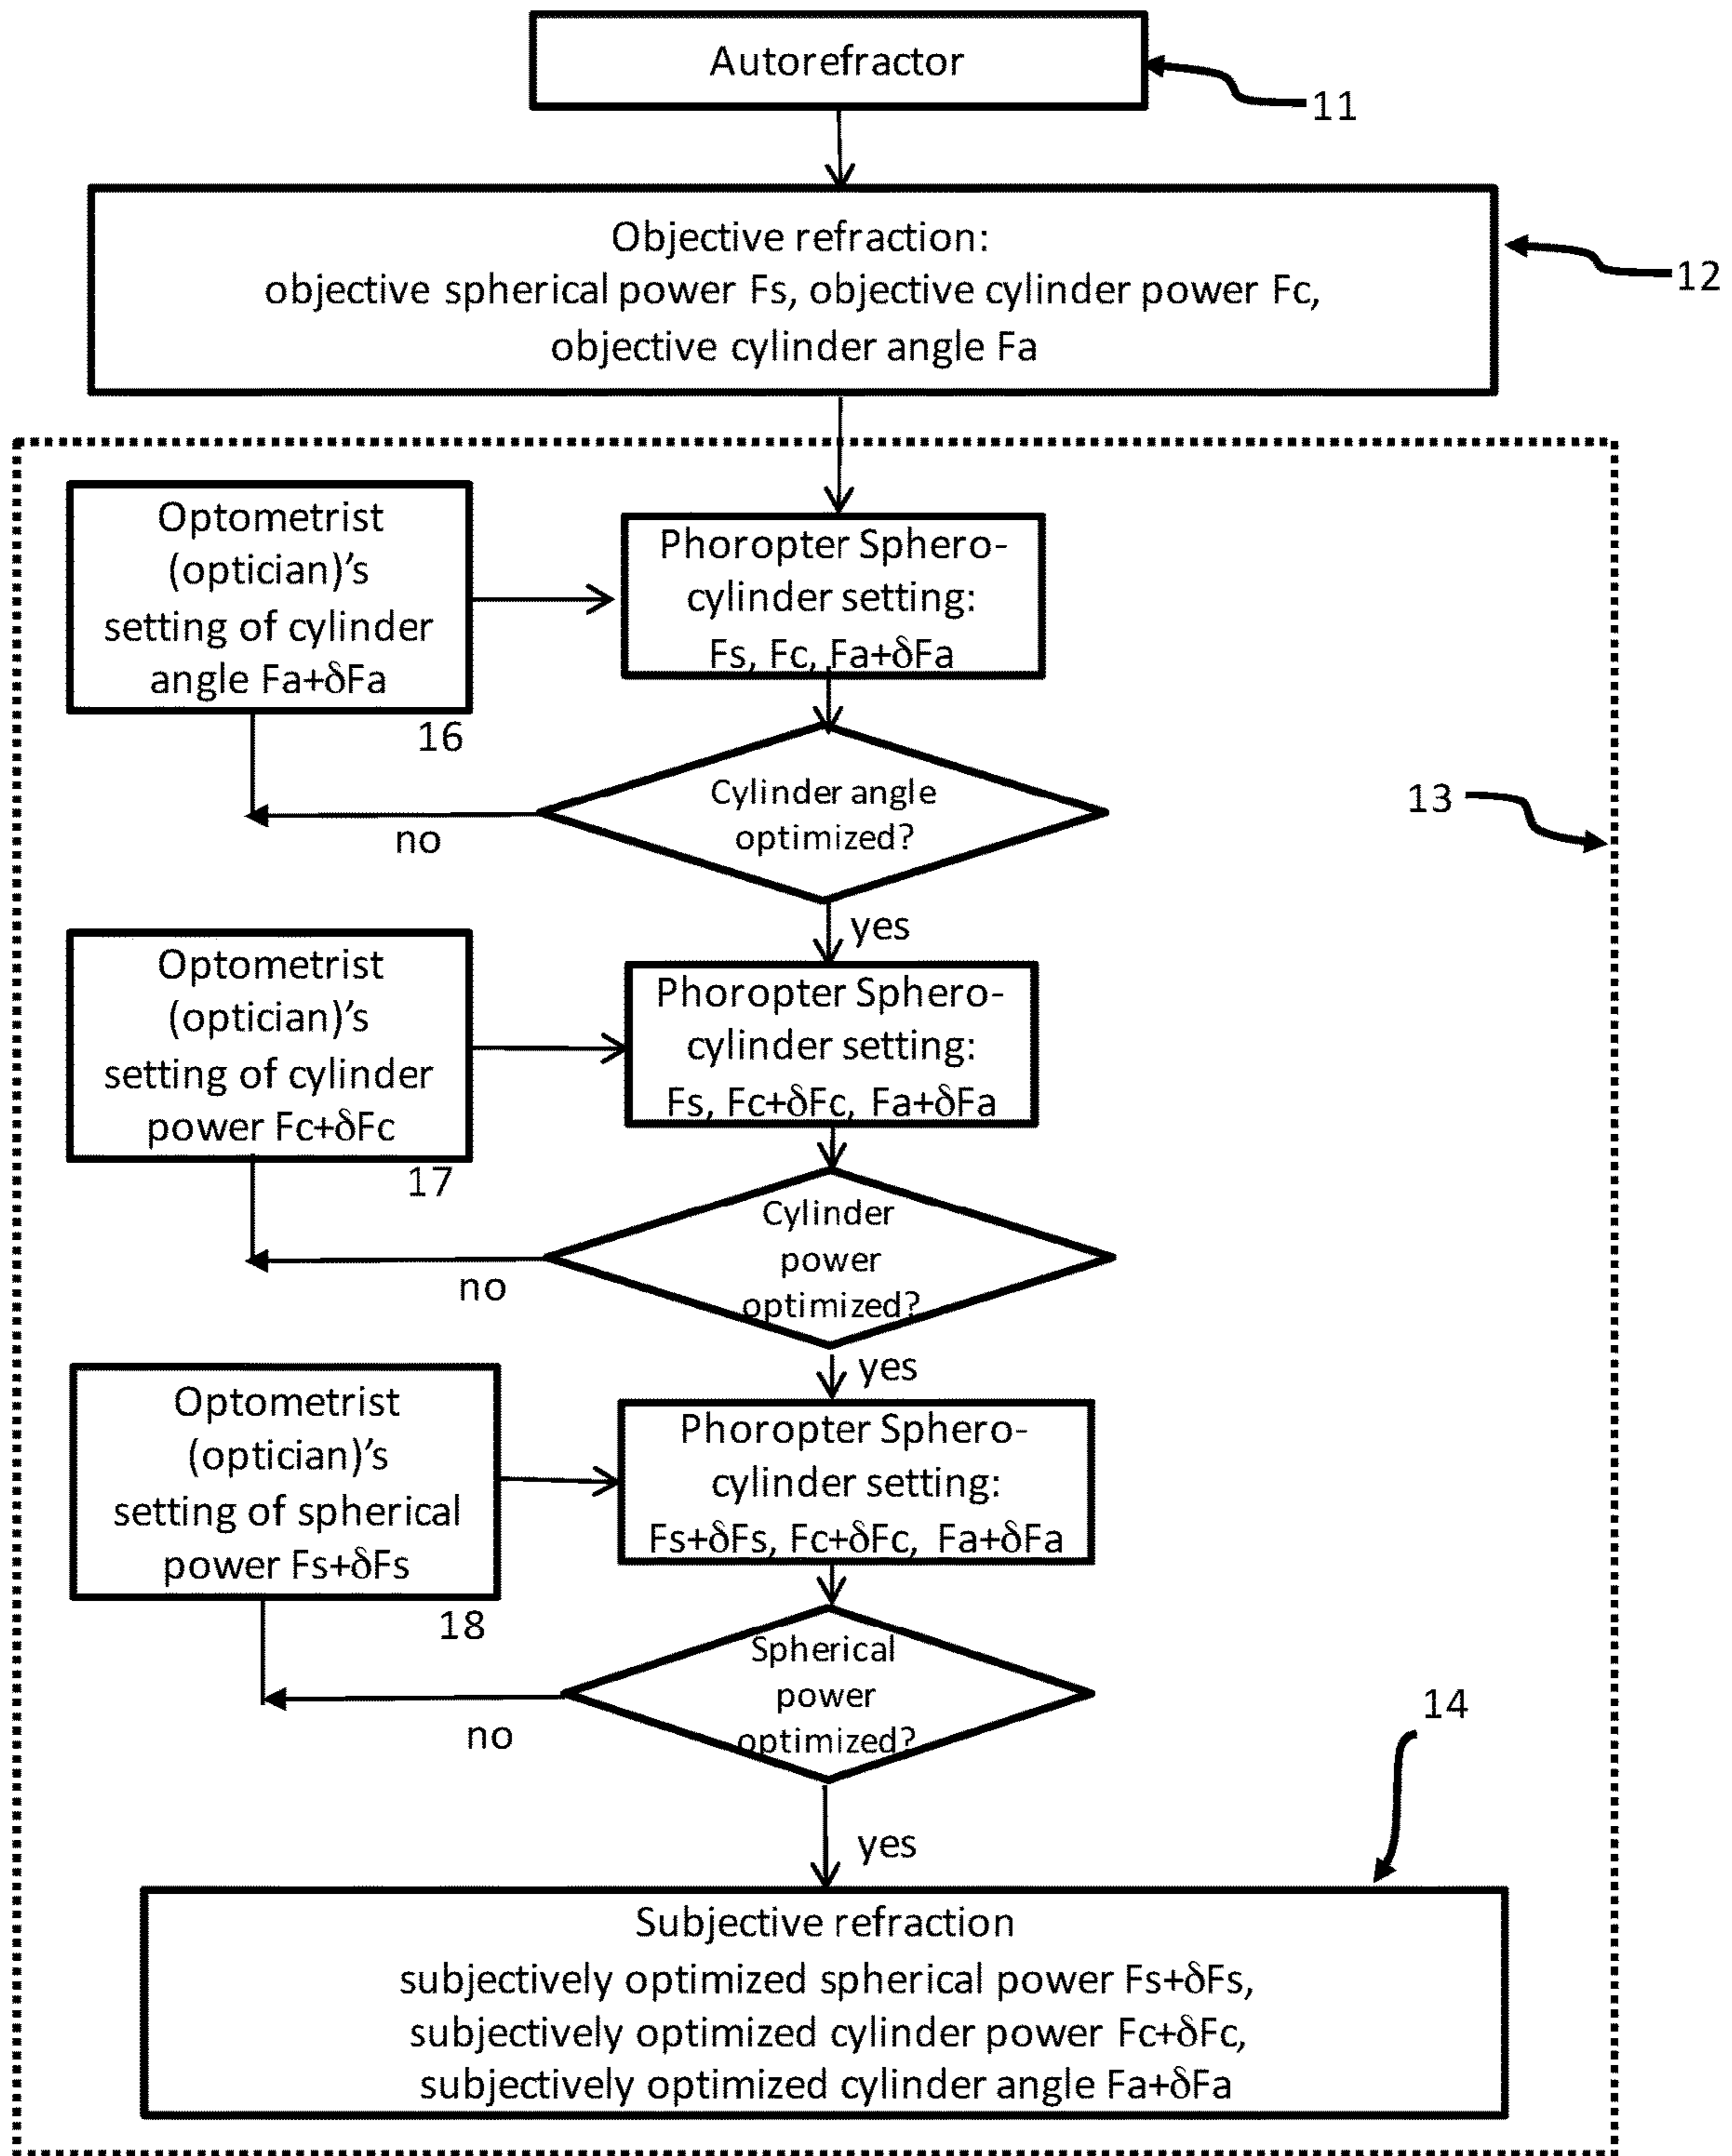 Autorefractor
11
Objective refraction:
objective spherical power Fs, objective cylinder power Fc,
objective cylinder angle Fa
12
Optometrist
(optician)'s
setting of cylinder
angle Fa+δFa
16
Phoropter Sphero-
cylinder setting:
Fs, Fc, Fa+δFa
Cylinder angle
optimized?
no
yes
13
Optometrist
(optician)'s
setting of cylinder
power Fc+δFc
17
Phoropter Sphero-
cylinder setting:
Fs, Fc+δFc, Fa+δFa
Cylinder
power
optimized?
no
yes
Optometrist
(optician)'s
setting of spherical
power Fs+δFs
18
Phoropter Sphero-
cylinder setting:
Fs+δFs, Fc+δFc, Fa+δFa
Spherical
power
optimized?
no
yes
14
Subjective refraction
subjectively optimized spherical power Fs+δFs,
subjectively optimized cylinder power Fc+δFc,
subjectively optimized cylinder angle Fa+δFa